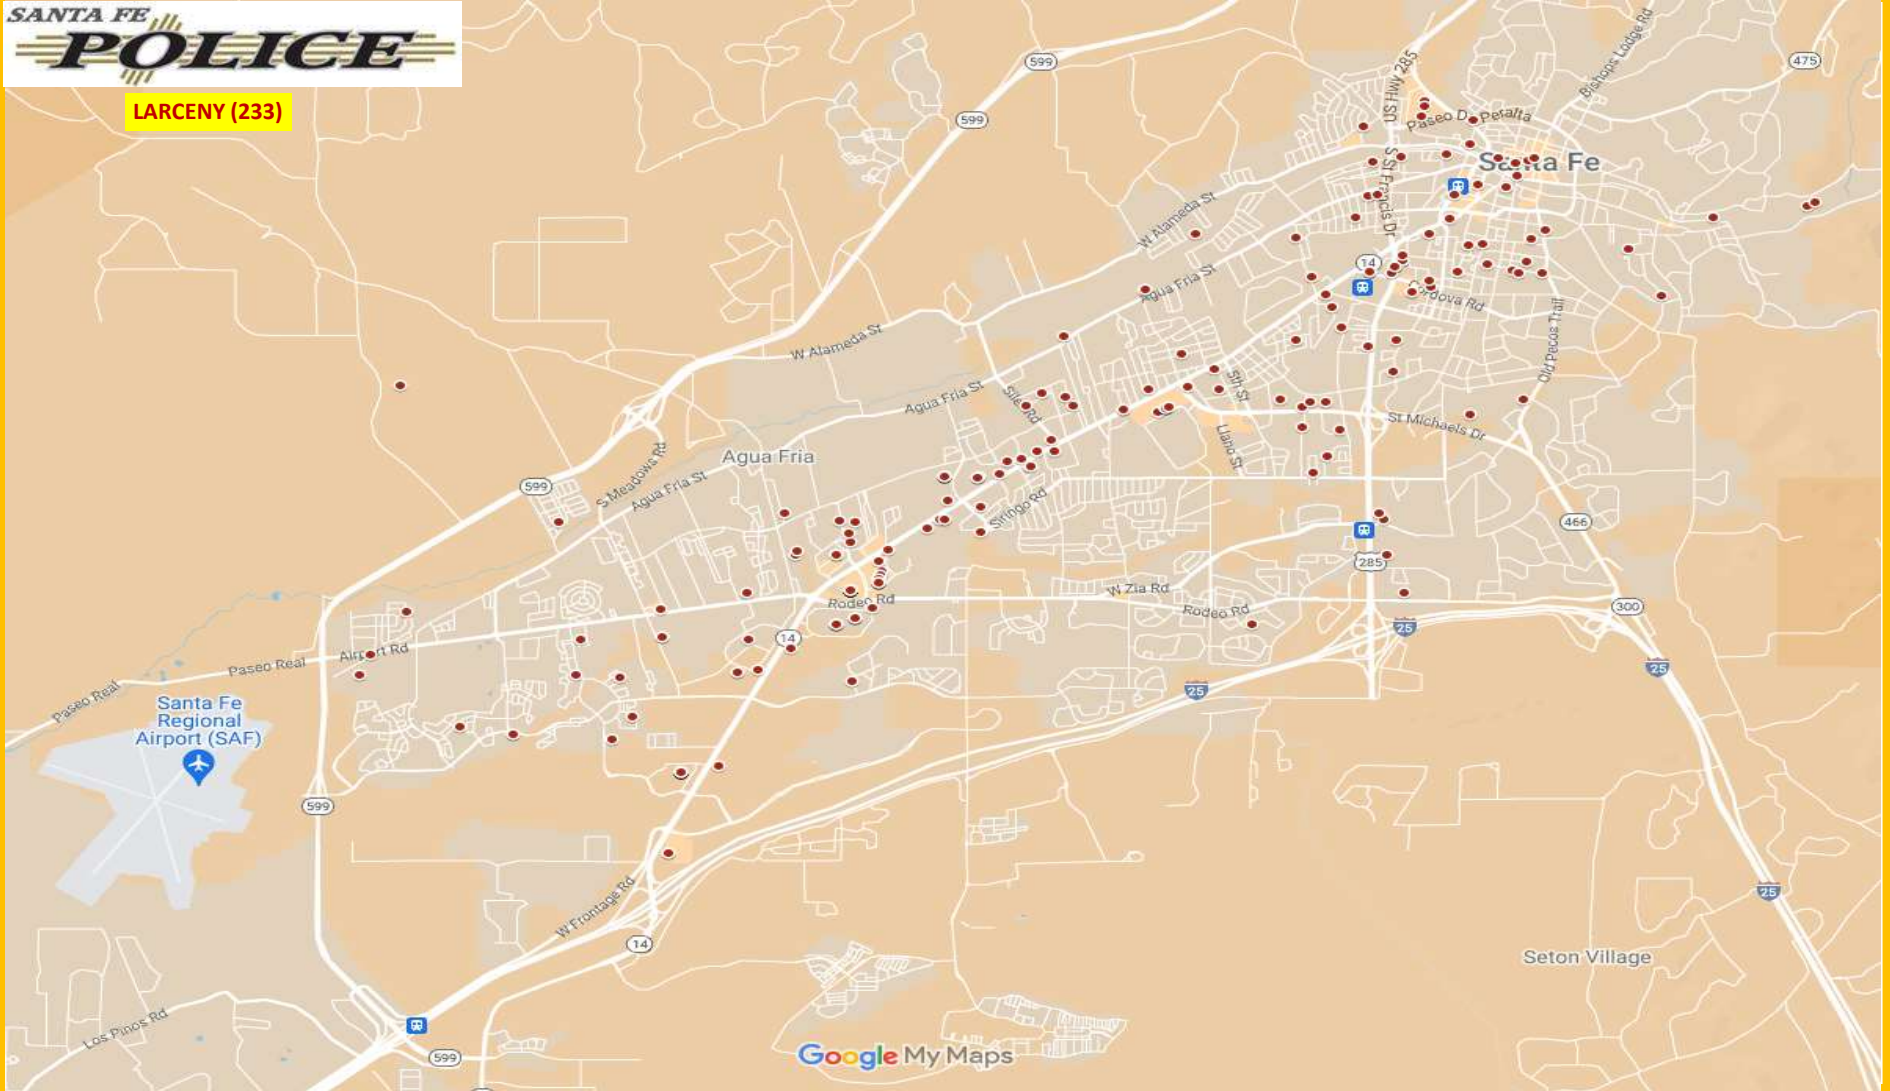 SANTA FE
POLICE
LARCENY (233)
599
475
US Hwy 285
Bishops Lodge Rd
599
Paseo D Peralta
Santa Fe
S St Francis Dr
W Alameda St
14
Agua Fria St
Cordova Rd
W Alameda St
Old Pecos Trail
Agua Fria St
Siler Rd
5th St
St Michaels Dr
Llano St
Agua Fria
S Meadows Rd
599
Agua Fria St
Siringo Rd
466
285
W Zia Rd
Rodeo Rd
Rodeo Rd
300
25
14
Airport Rd
Paseo Real
25
25
Paseo Real
Santa Fe
Regional
Airport (SAF)
599
25
W Frontage Rd
14
Seton Village
Los Pinos Rd
599
Google My Maps